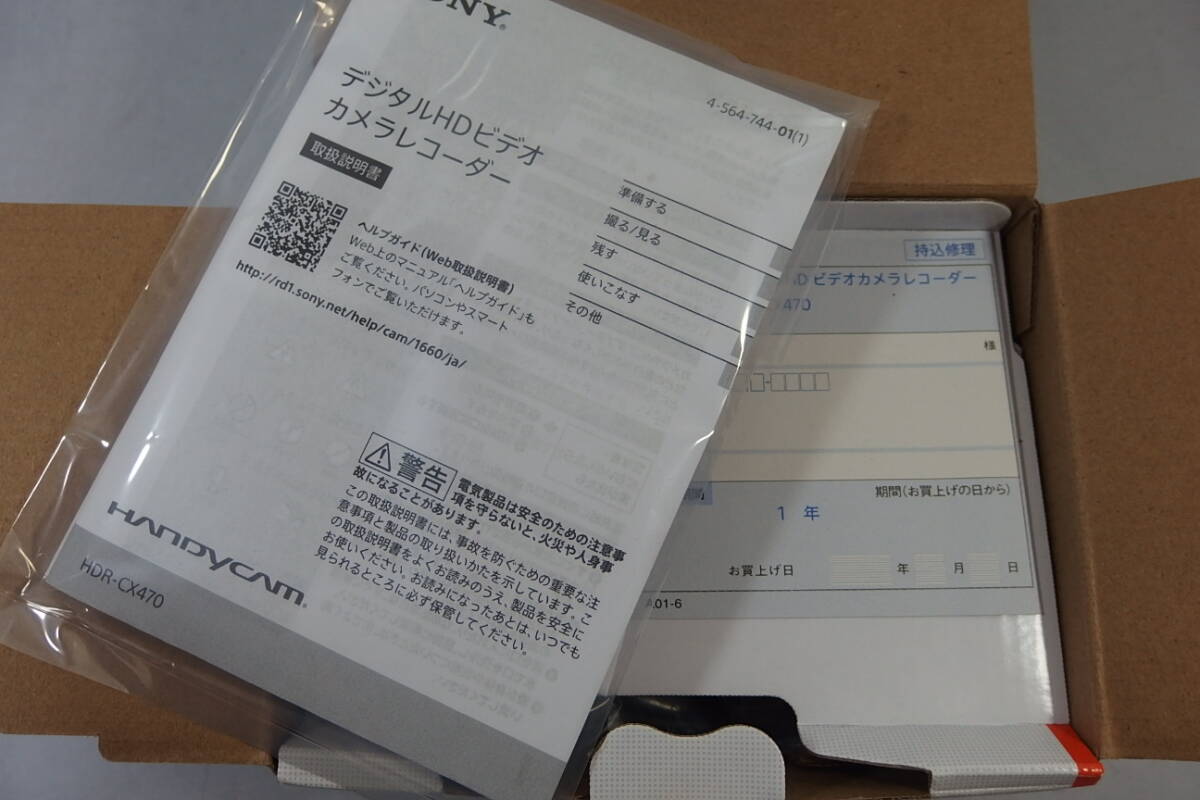 SONY
4-564-744-01(1)
デジタルHDビデオ
カメラレコーダー
取扱説明書
準備する
撮る/見る
残す
使いこなす
その他
ヘルプガイド(Web取扱説明書)
Web上のマニュアル「ヘルプガイド」も
ご覧ください。パソコンやスマート
フォンでご覧いただけます。
http://rd1.sony.net/help/cam/1660/ja/
警告
電気製品は安全のための注意事
項を守らないと、火災や人身事
故になることがあります。
この取扱説明書には、事故を防ぐための重要な注
意事項と製品の取り扱いかたを示しています。こ
の取扱説明書をよくお読みのうえ、製品を安全に
お使いください。お読みになったあとは、いつでも
見られるところに必ず保管してください。
HANDYCAM
HDR-CX470
持込修理
HDビデオカメラレコーダー
470
様
期間(お買上げの日から)
1 年
お買上げ日 年 月 日
A.01-6